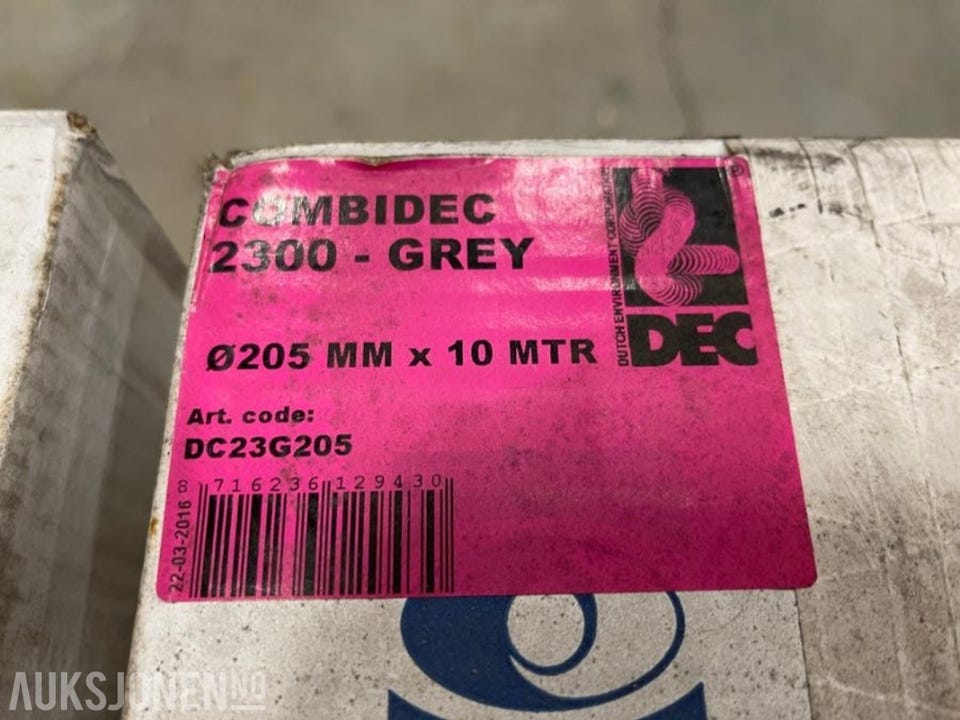 COMBIDEC
2300 - GREY
Ø205 MM x 10 MTR
Art. code:
DC23G205
8 716236 129430
22-03-2016
DUTCH ENVIRONMENT
DEC
®
AUKSJONEN.NO